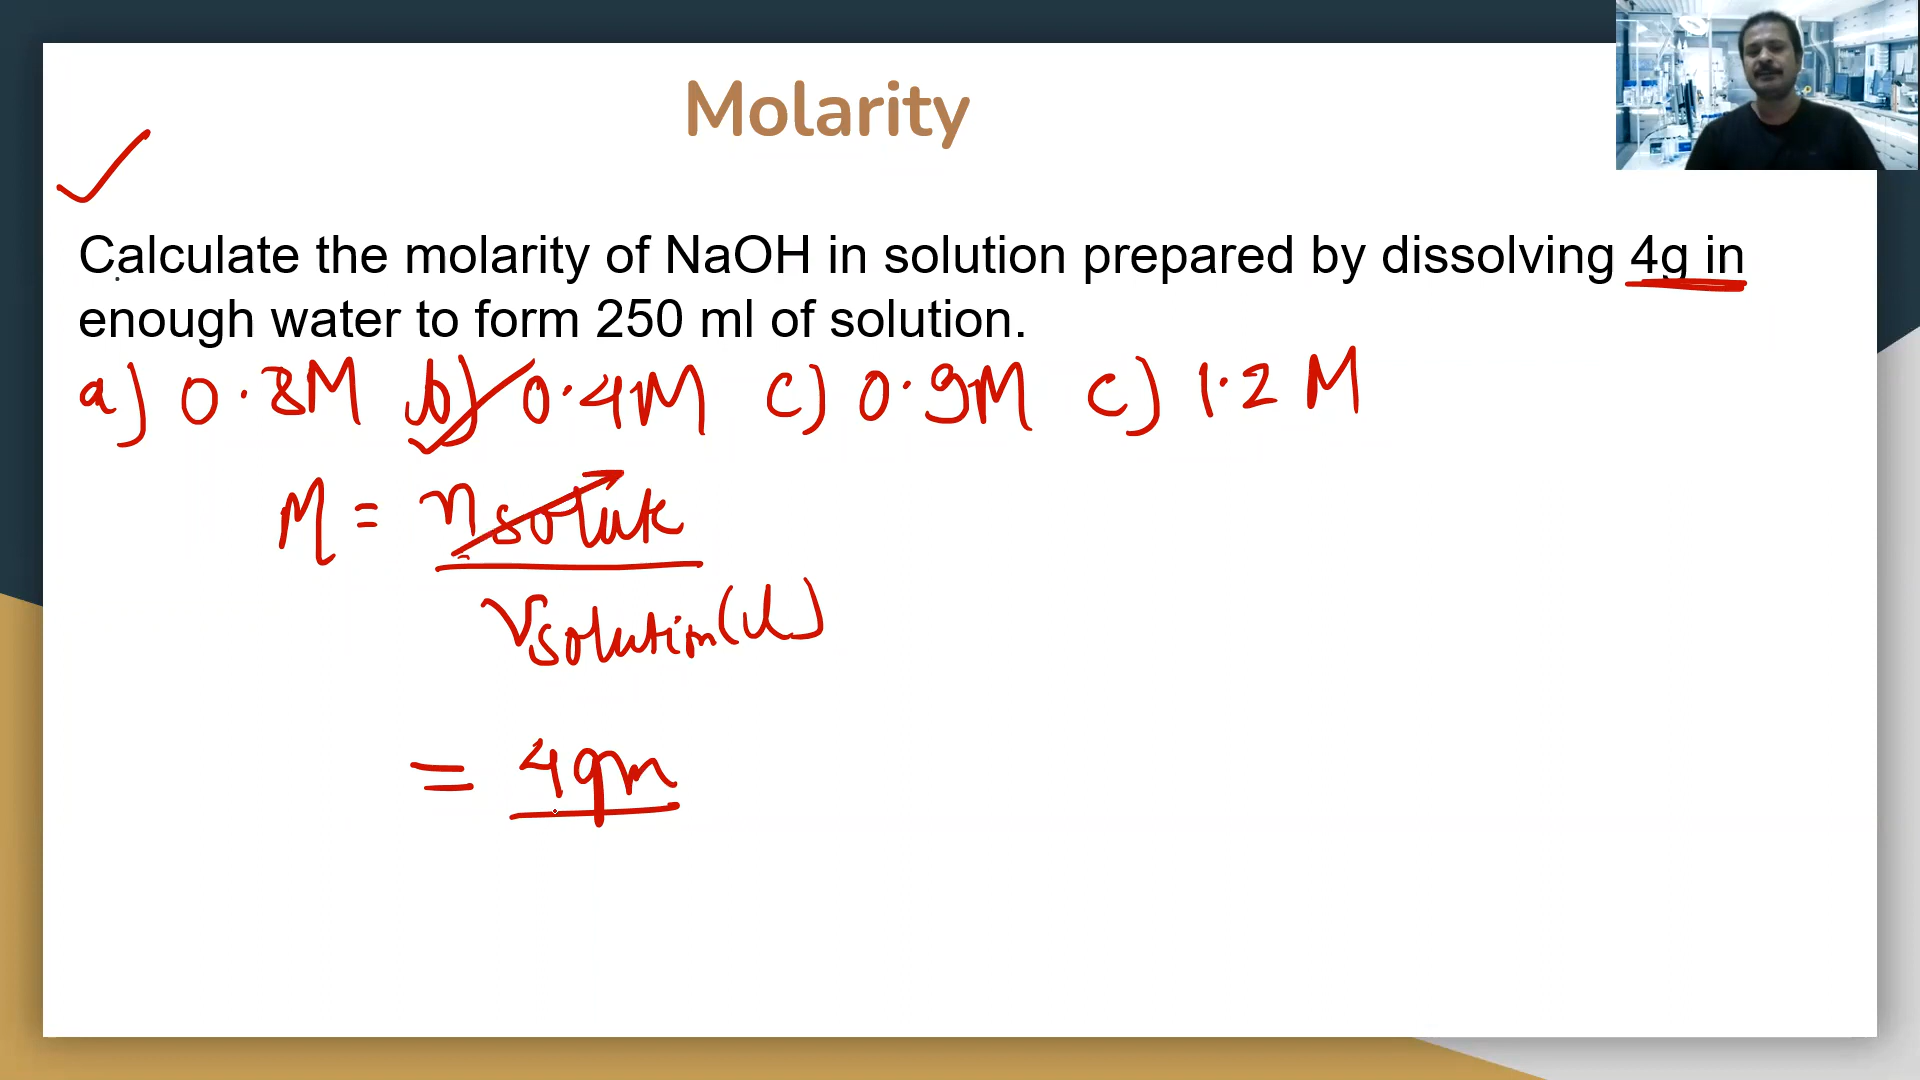 Molarity
Calculate the molarity of NaOH in solution prepared by dissolving 4g in
enough water to form 250 ml of solution.
a) 0.8M b) 0.4M c) 0.9M c) 1.2 M
M = n solute
V solution (l)
= 4gm